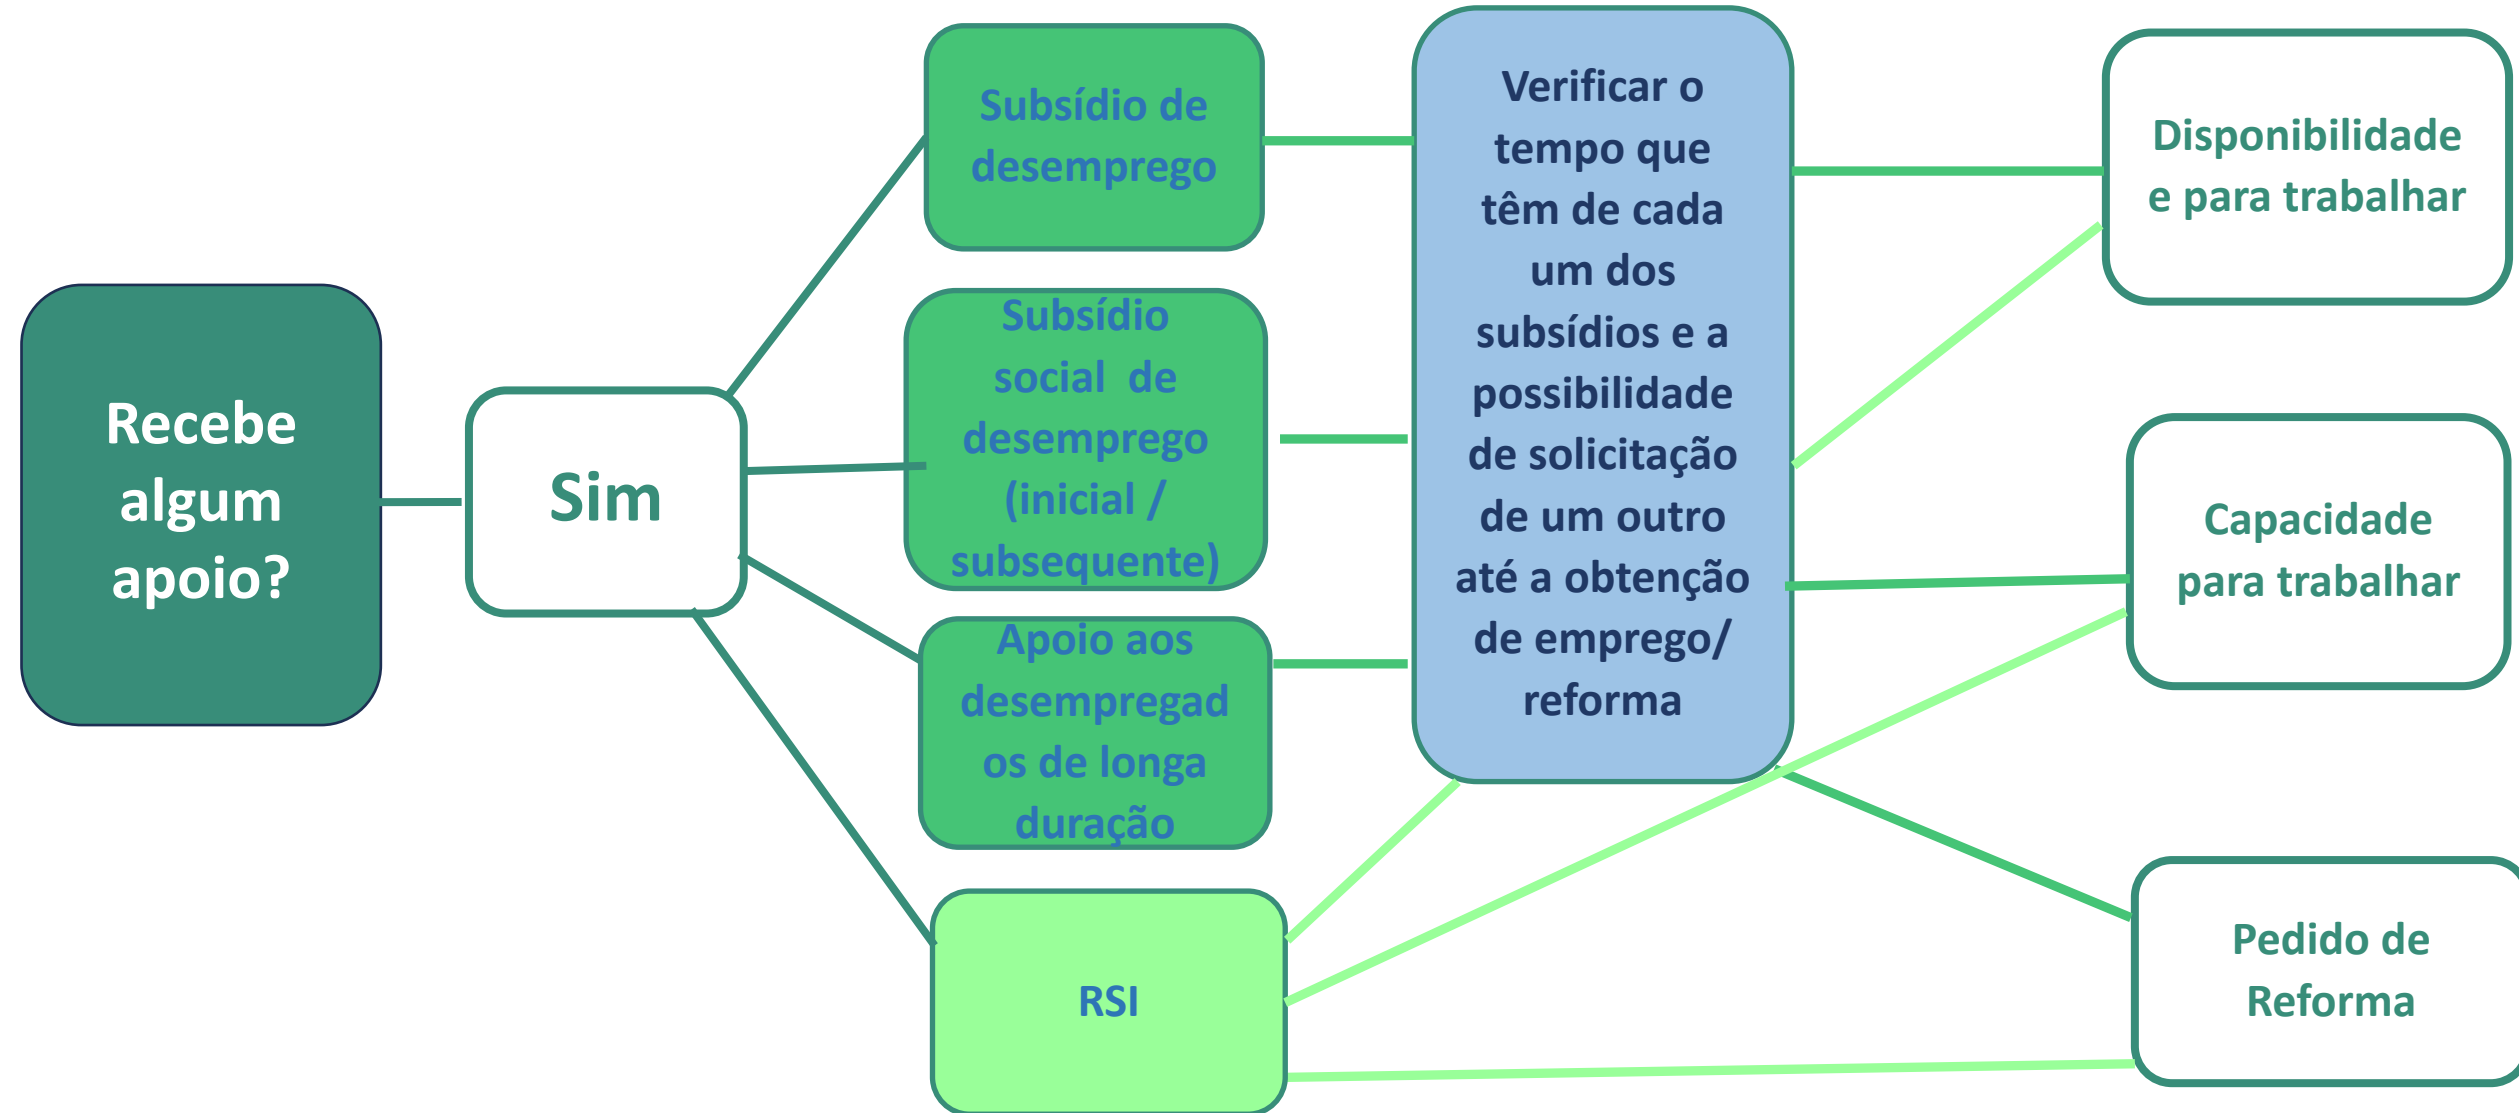 Recebe
algum
apoio?
Sim
Subsídio de
desemprego
Subsídio
social  de
desemprego
(inicial /
subsequente)
Apoio aos
desempregad
os de longa
duração
RSI
Verificar o
tempo que
têm de cada
um dos
subsídios e a
possibilidade
de solicitação
de um outro
até a obtenção
de emprego/
reforma
Disponibilidade
e para trabalhar
Capacidade
para trabalhar
Pedido de
Reforma